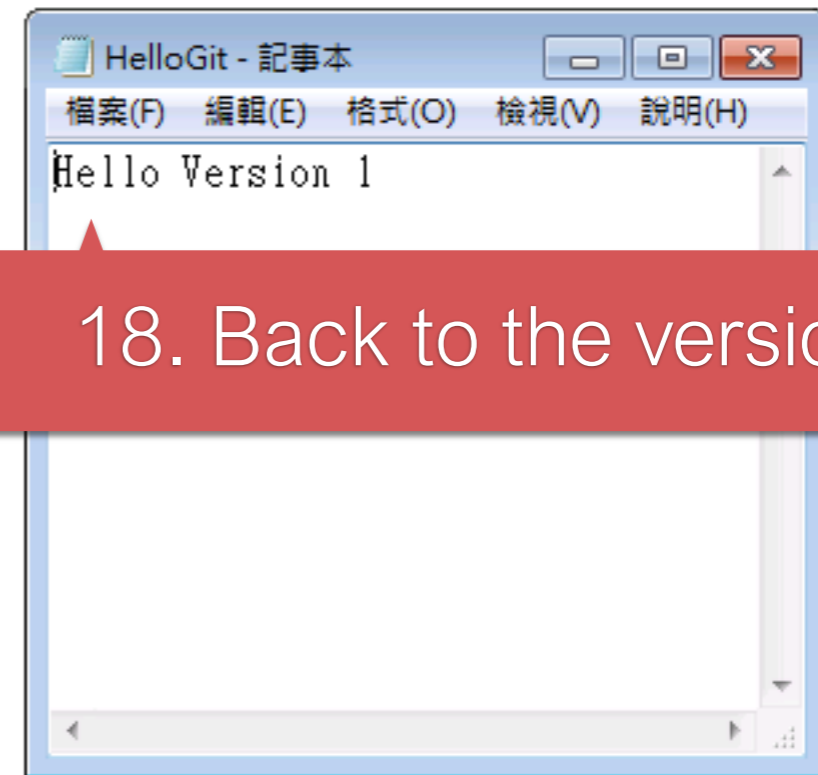 HelloGit - 記事本
檔案(F) 編輯(E) 格式(O) 檢視(V) 說明(H)
Hello Version 1
18. Back to the